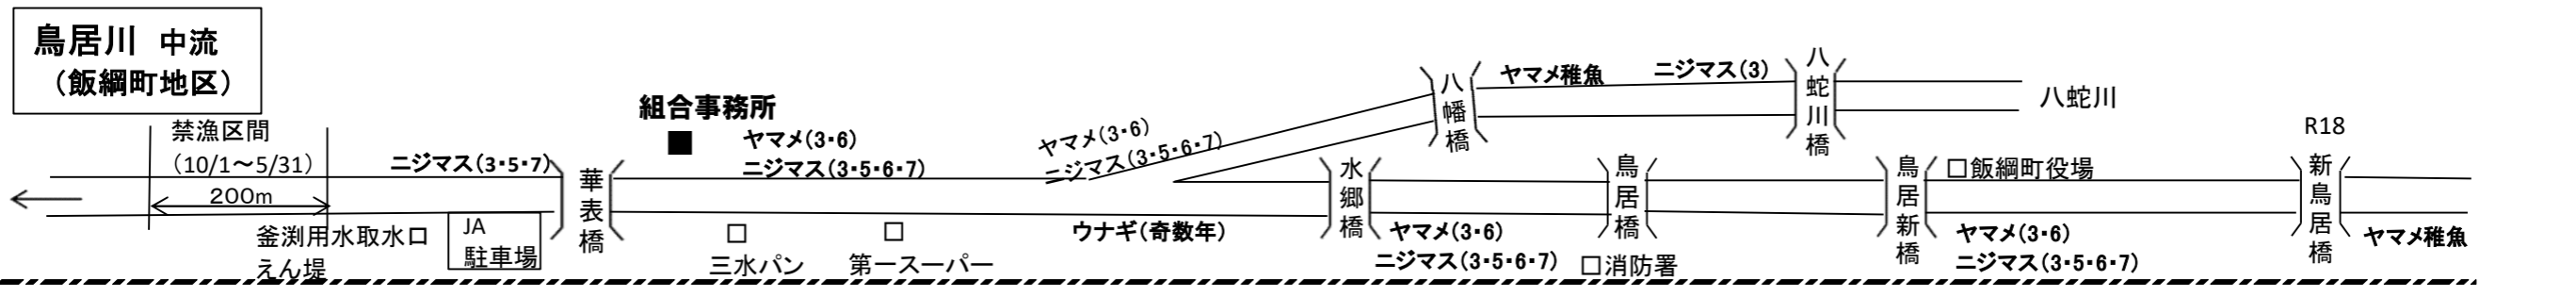 鳥居川 中流
（飯綱町地区）
禁漁区間
（10/1～5/31）
200m
釜渕用水取水口
えん堤
ニジマス（3・5・7）
JA
駐車場
華表橋
組合事務所
ヤマメ（3・6）
ニジマス（3・5・6・7）
三水パン
第一スーパー
ヤマメ（3・6）
ニジマス（3・5・6・7）
ウナギ（奇数年）
八幡橋
ヤマメ稚魚
ニジマス（3）
八蛇川橋
八蛇川
水郷橋
ヤマメ（3・6）
ニジマス（3・5・6・7）
鳥居橋
消防署
鳥居新橋
飯綱町役場
ヤマメ（3・6）
ニジマス（3・5・6・7）
R18
新鳥居橋
ヤマメ稚魚